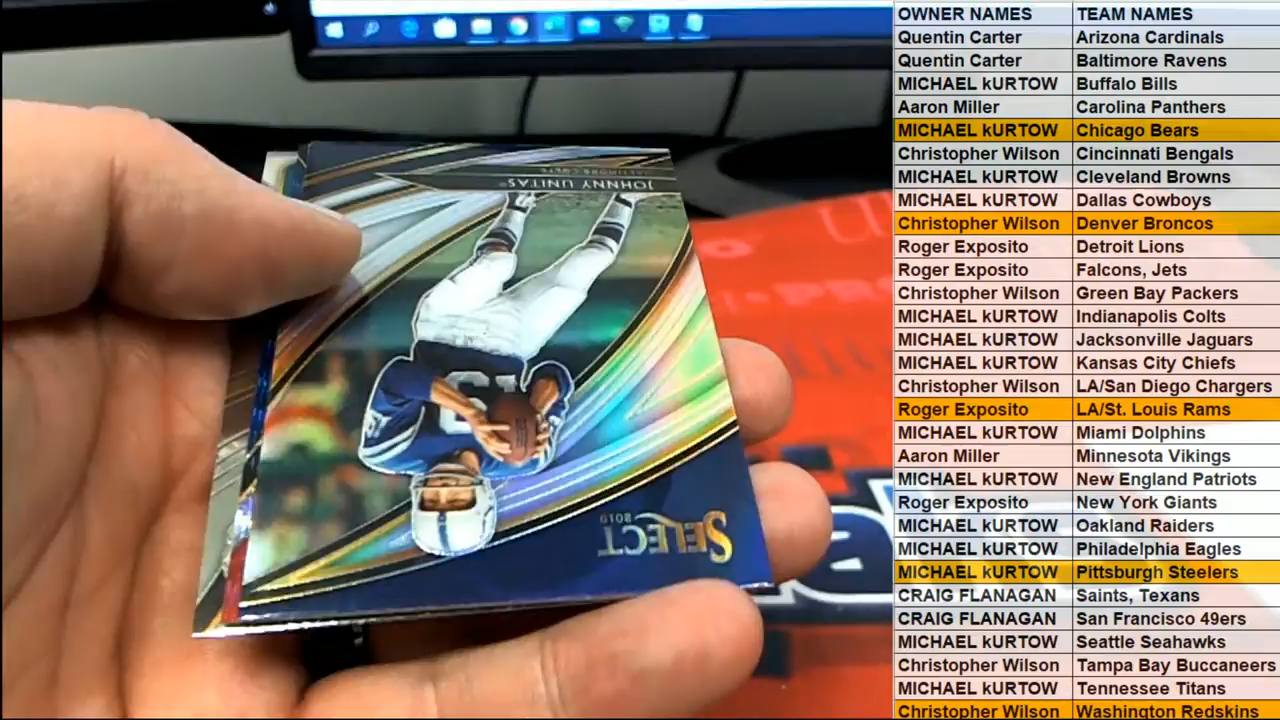 OWNER NAMES TEAM NAMES
Quentin Carter Arizona Cardinals
Quentin Carter Baltimore Ravens
MICHAEL kURTOW Buffalo Bills
Aaron Miller Carolina Panthers
MICHAEL kURTOW Chicago Bears
Christopher Wilson Cincinnati Bengals
MICHAEL kURTOW Cleveland Browns
MICHAEL kURTOW Dallas Cowboys
Christopher Wilson Denver Broncos
Roger Exposito Detroit Lions
Roger Exposito Falcons, Jets
Christopher Wilson Green Bay Packers
MICHAEL kURTOW Indianapolis Colts
MICHAEL kURTOW Jacksonville Jaguars
MICHAEL kURTOW Kansas City Chiefs
Christopher Wilson LA/San Diego Chargers
Roger Exposito LA/St. Louis Rams
MICHAEL kURTOW Miami Dolphins
Aaron Miller Minnesota Vikings
MICHAEL kURTOW New England Patriots
Roger Exposito New York Giants
MICHAEL kURTOW Oakland Raiders
MICHAEL kURTOW Philadelphia Eagles
MICHAEL kURTOW Pittsburgh Steelers
CRAIG FLANAGAN Saints, Texans
CRAIG FLANAGAN San Francisco 49ers
MICHAEL kURTOW Seattle Seahawks
Christopher Wilson Tampa Bay Buccaneers
MICHAEL kURTOW Tennessee Titans
Christopher Wilson Washington Redskins
SELECT
2019
19
JOHNNY UNITAS
BALTIMORE COLTS